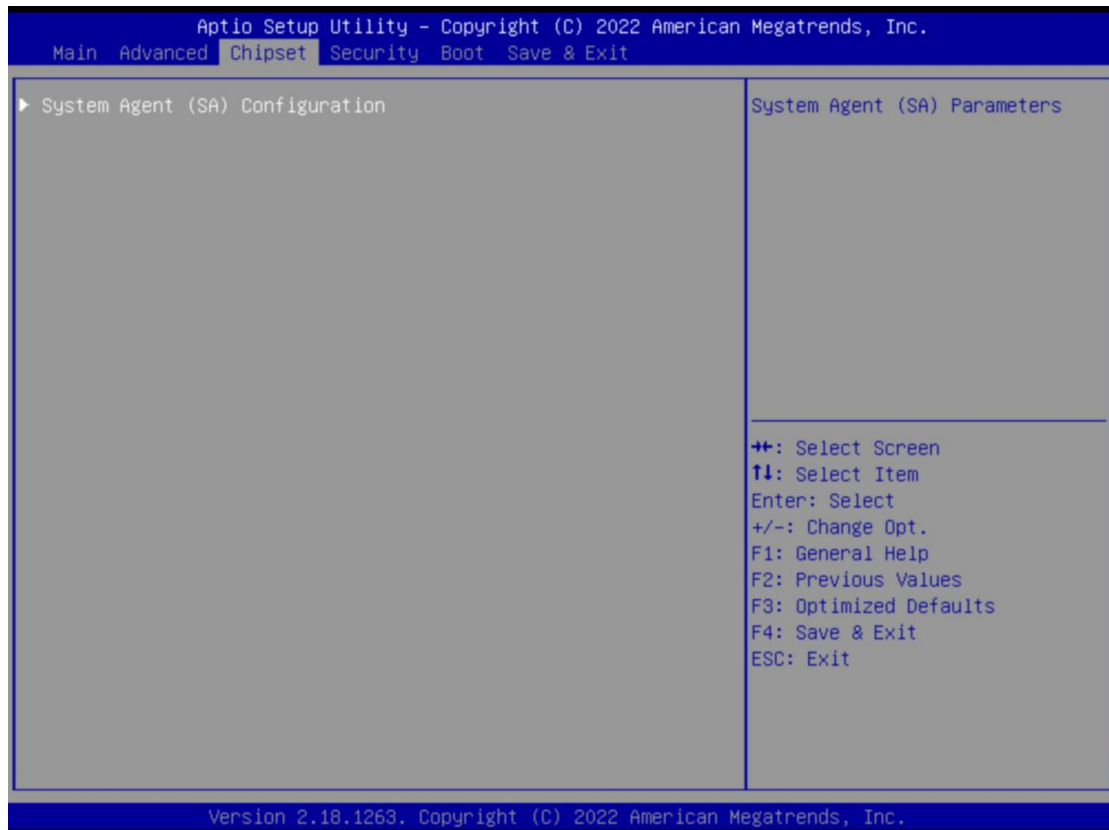 Aptio Setup Utility – Copyright (C) 2022 American Megatrends, Inc.
Main Advanced Chipset Security Boot Save & Exit
▶ System Agent (SA) Configuration
System Agent (SA) Parameters
→←: Select Screen
↑↓: Select Item
Enter: Select
+/-: Change Opt.
F1: General Help
F2: Previous Values
F3: Optimized Defaults
F4: Save & Exit
ESC: Exit
Version 2.18.1263. Copyright (C) 2022 American Megatrends, Inc.